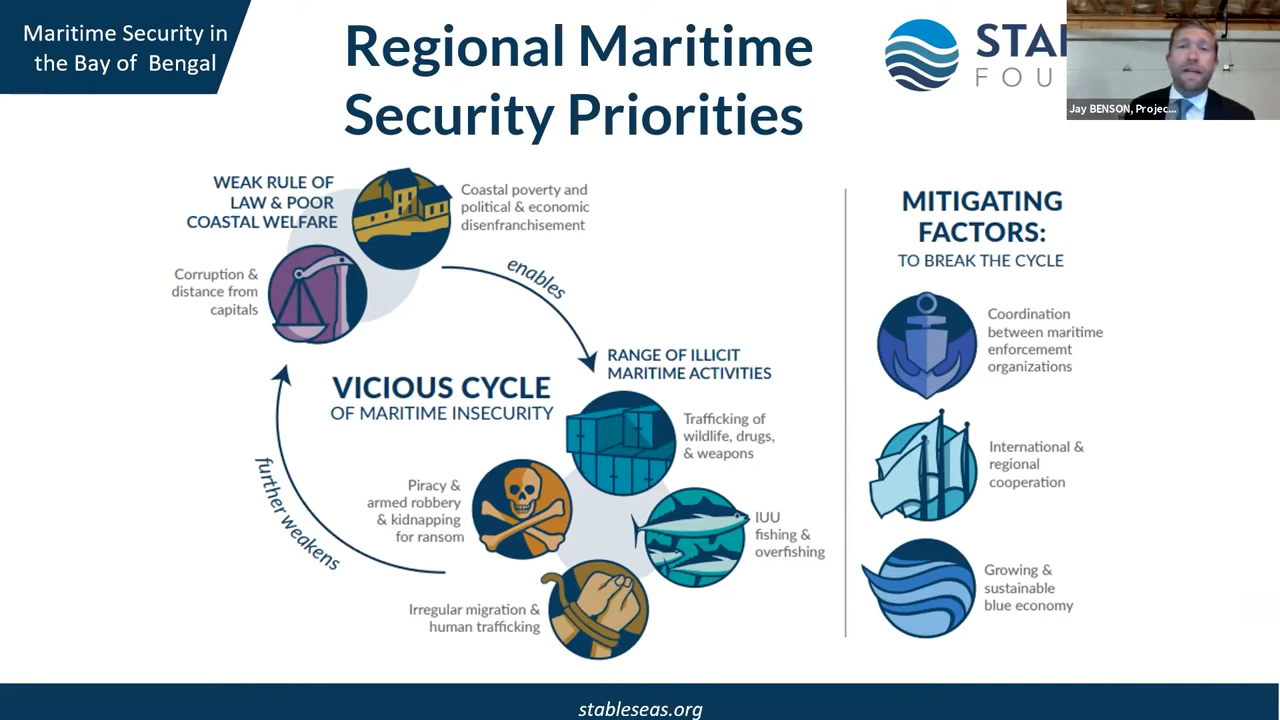 Maritime Security in
the Bay of Bengal
Regional Maritime
Security Priorities
Jay BENSON, Projec...
WEAK RULE OF
LAW & POOR
COASTAL WELFARE
Coastal poverty and
political & economic
disenfranchisement
Corruption &
distance from
capitals
enables
RANGE OF ILLICIT
MARITIME ACTIVITIES
VICIOUS CYCLE
OF MARITIME INSECURITY
Trafficking of
wildlife, drugs,
& weapons
Piracy &
armed robbery
& kidnapping
for ransom
IUU
fishing &
overfishing
Irregular migration &
human trafficking
further weakens
MITIGATING
FACTORS:
TO BREAK THE CYCLE
Coordination
between maritime
enforcememt
organizations
International &
regional
cooperation
Growing &
sustainable
blue economy
stableseas.org